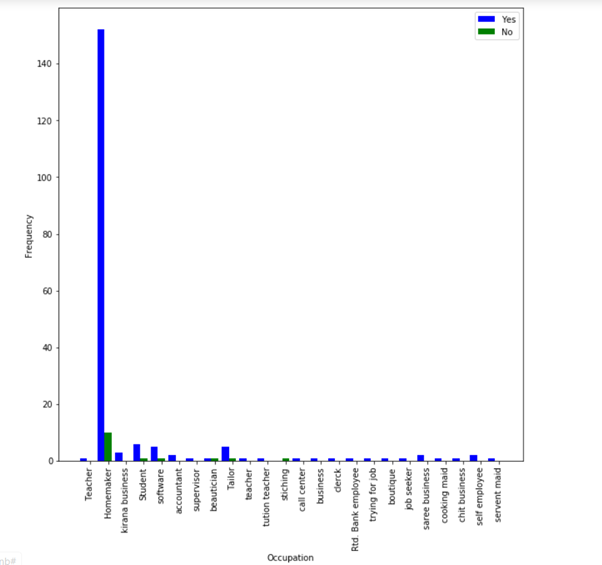 Yes
No
140
120
100
80
60
40
20
0
Frequency
Teacher
Homemaker
kirana business
Student
software
accountant
supervisor
beautician
Tailor
teacher
tution teacher
stiching
call center
business
clerck
Rtd. Bank employee
trying for job
boutique
job seeker
saree business
cooking maid
chit business
self employee
servent maid
Occupation
nb#